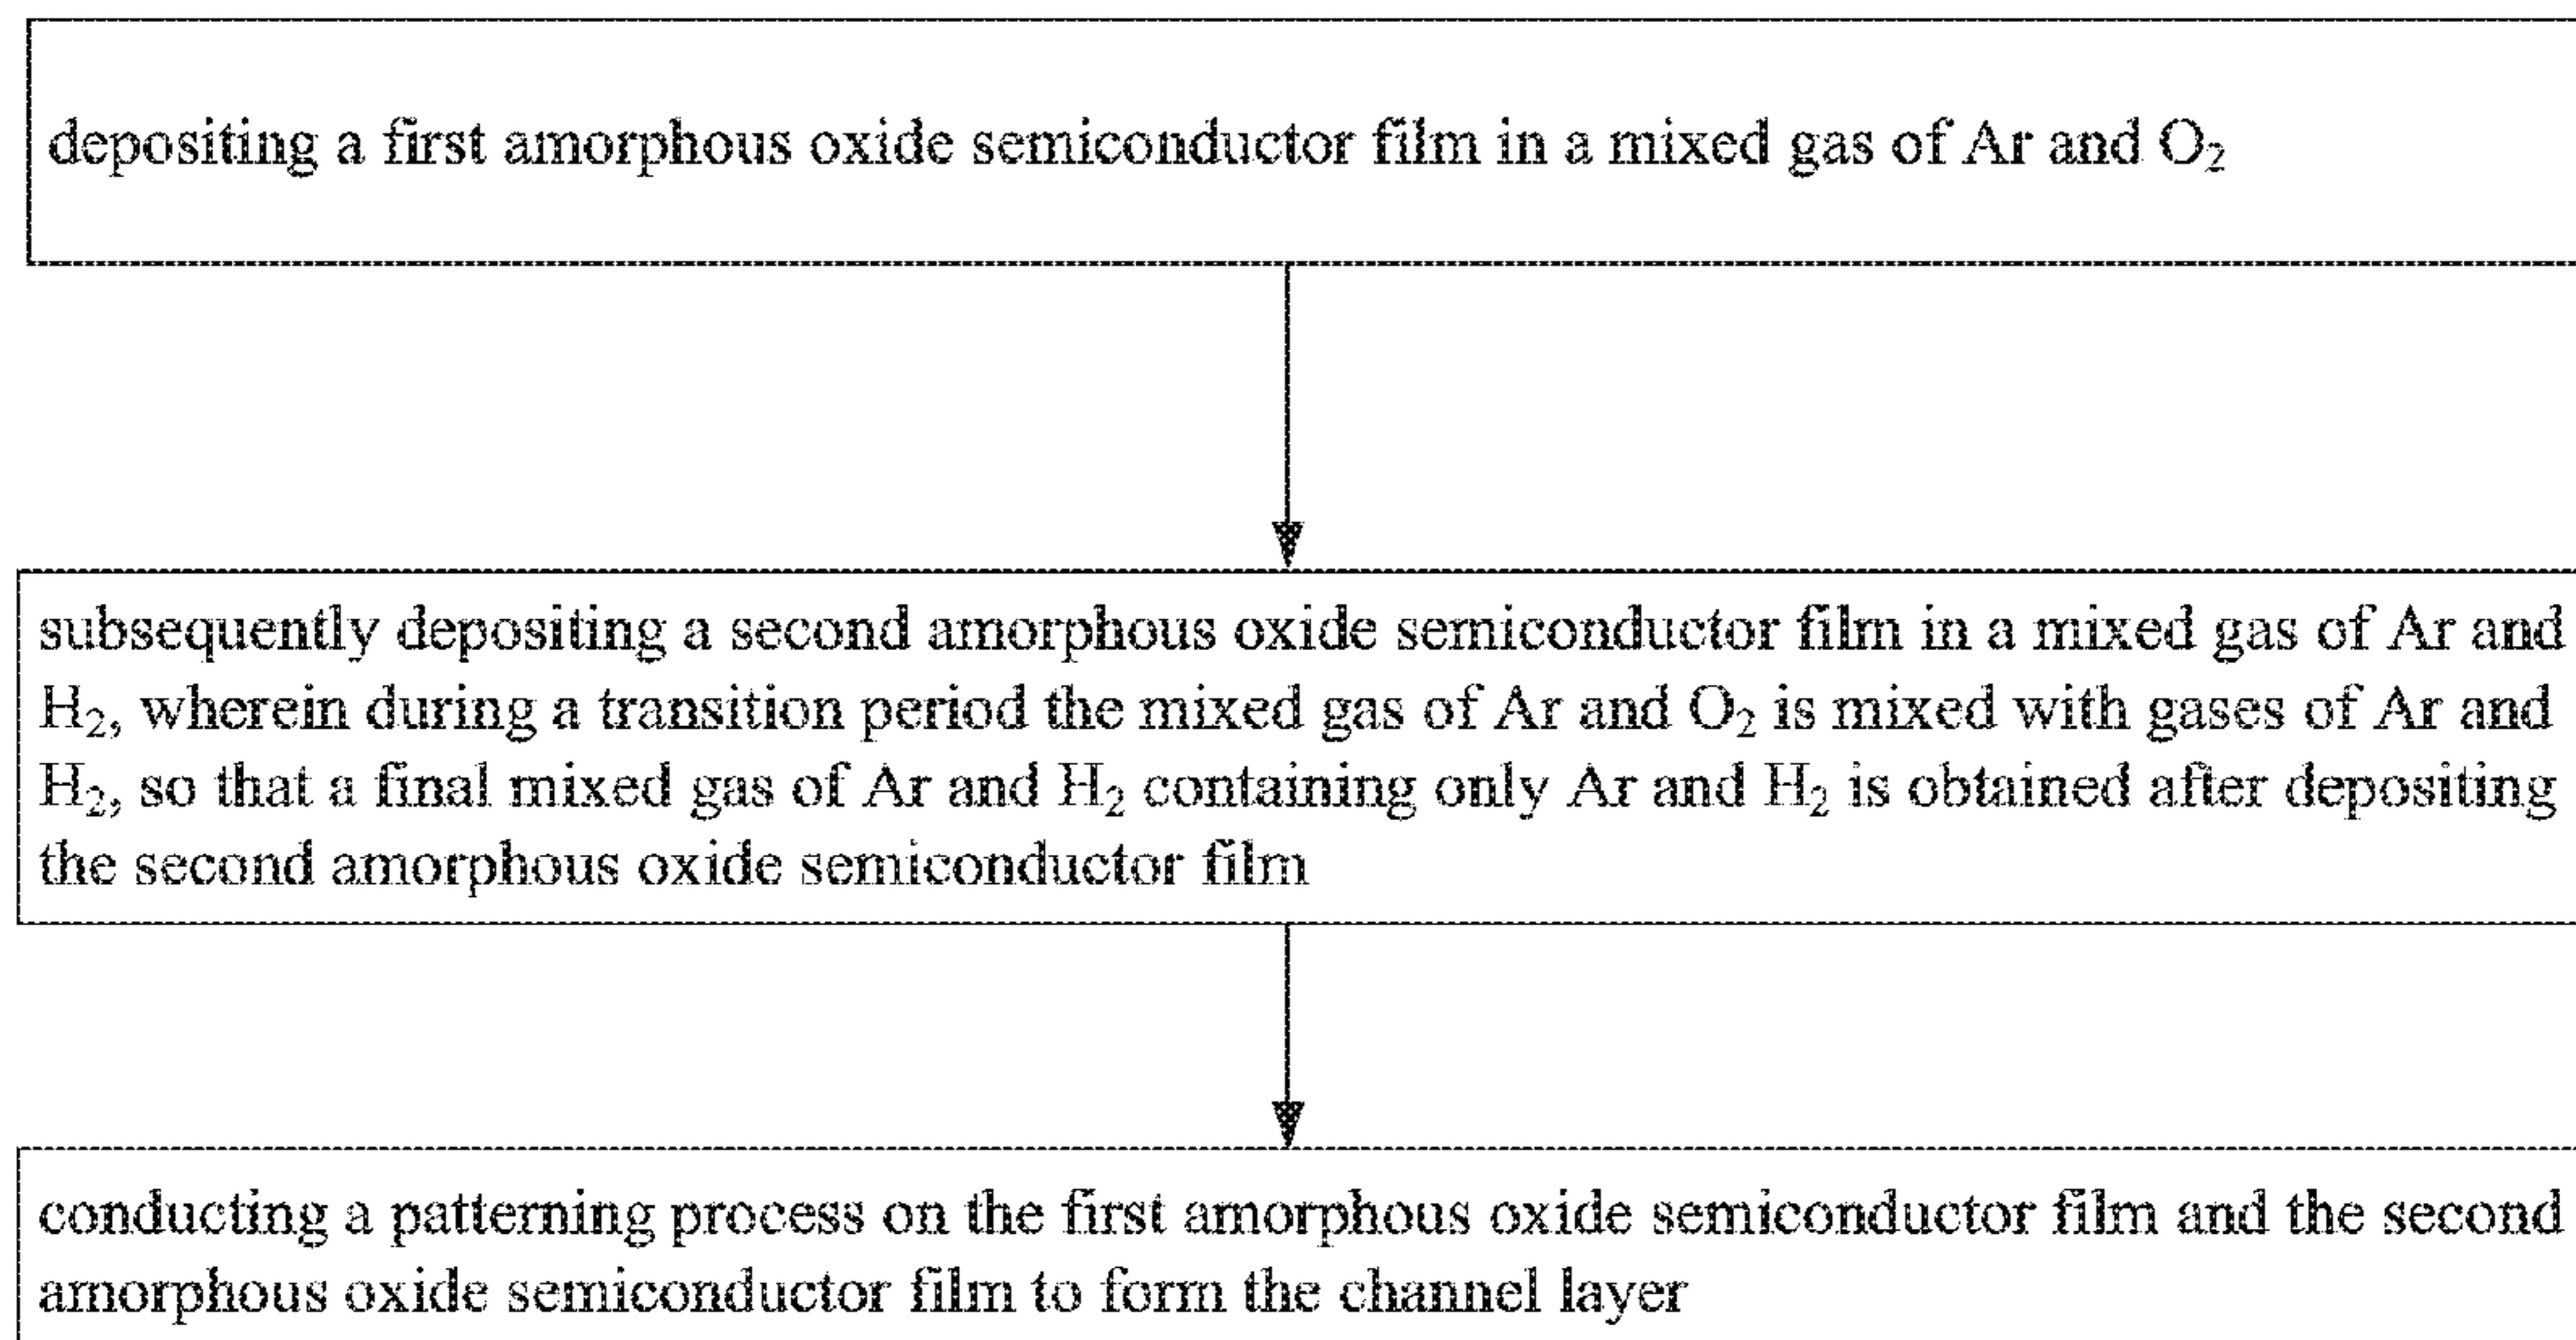 depositing a first amorphous oxide semiconductor film in a mixed gas of Ar and O₂
subsequently depositing a second amorphous oxide semiconductor film in a mixed gas of Ar and
H₂, wherein during a transition period the mixed gas of Ar and O₂ is mixed with gases of Ar and
H₂, so that a final mixed gas of Ar and H₂ containing only Ar and H₂ is obtained after depositing
the second amorphous oxide semiconductor film
conducting a patterning process on the first amorphous oxide semiconductor film and the second
amorphous oxide semiconductor film to form the channel layer